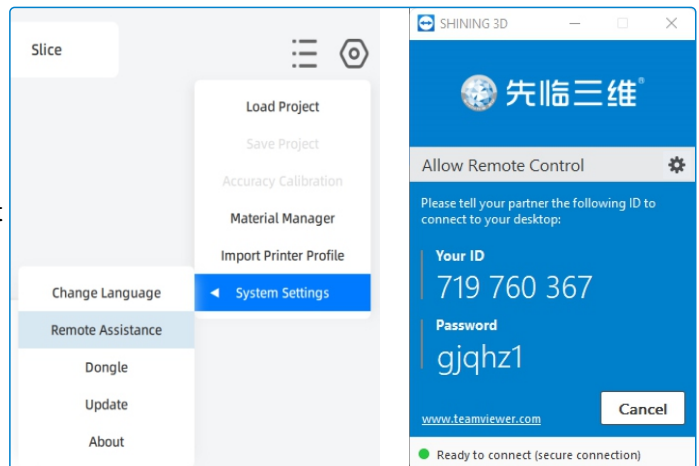 Slice
Load Project
Save Project
Accuracy Calibration
Material Manager
Import Printer Profile
System Settings
Change Language
Remote Assistance
Dongle
Update
About
SHINING 3D
先临三维®
Allow Remote Control
Please tell your partner the following ID to
connect to your desktop:
Your ID
719 760 367
Password
gjqhz1
www.teamviewer.com
Cancel
Ready to connect (secure connection)